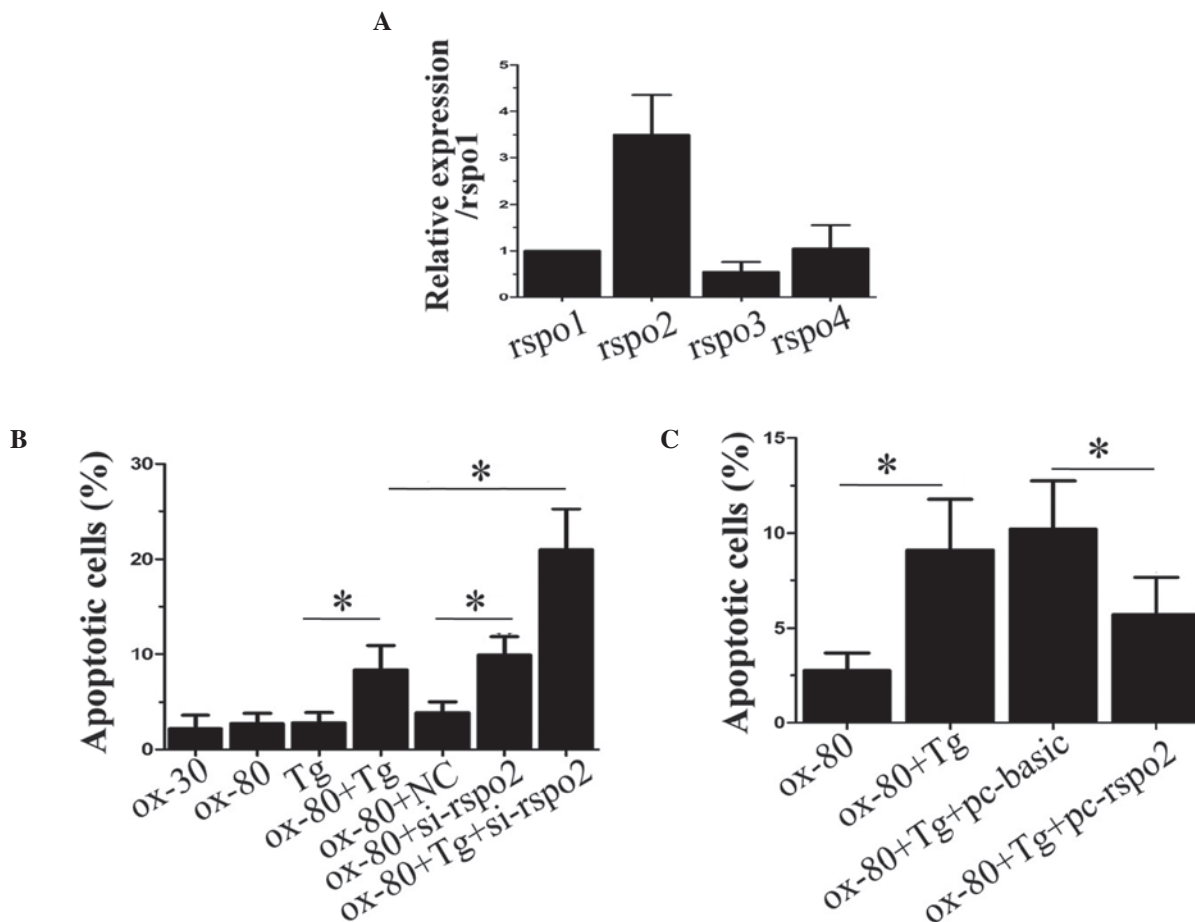 A
Relative expression
/rspo1
5
4
3
2
1
0
rspo1
rspo2
rspo3
rspo4
B
Apoptotic cells (%)
30
20
10
0
*
*
*
ox-30
ox-80
Tg
ox-80+Tg
ox-80+NC
ox-80+si-rspo2
ox-80+Tg+si-rspo2
C
Apoptotic cells (%)
15
10
5
0
*
*
ox-80
ox-80+Tg
ox-80+Tg+pc-basic
ox-80+Tg+pc-rspo2